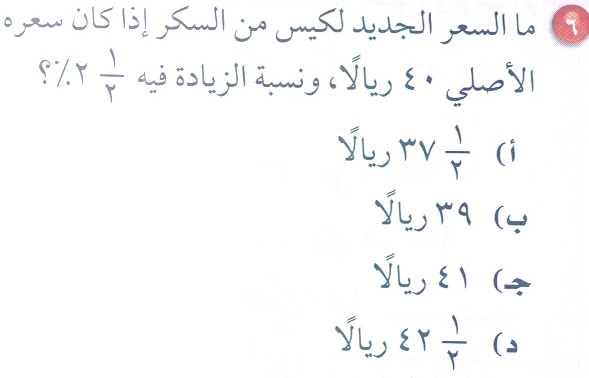 ٦ ما السعر الجديد لكيس من السكر إذا كان سعره
الأصلي ٤٠ ريالًا، ونسبة الزيادة فيه ١/٢ ٢٪؟
أ) ١/٢ ٣٧ ريالًا
ب) ٣٩ ريالًا
جـ) ٤١ ريالًا
د) ١/٢ ٤٢ ريالًا